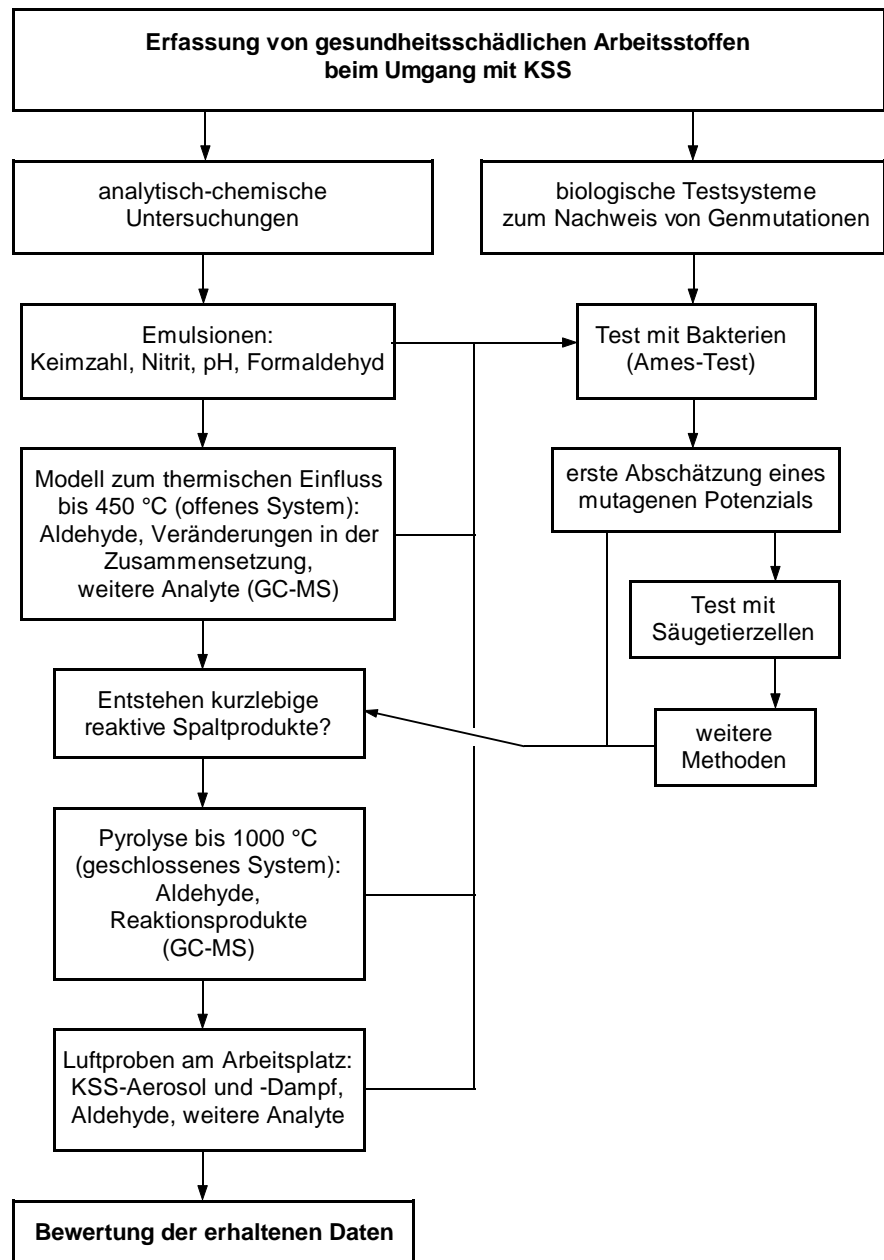 Erfassung von gesundheitsschädlichen Arbeitsstoffen
beim Umgang mit KSS
analytisch-chemische
Untersuchungen
biologische Testsysteme
zum Nachweis von Genmutationen
Emulsionen:
Keimzahl, Nitrit, pH, Formaldehyd
Test mit Bakterien
(Ames-Test)
Modell zum thermischen Einfluss
bis 450 °C (offenes System):
Aldehyde, Veränderungen in der
Zusammensetzung,
weitere Analyte (GC-MS)
erste Abschätzung eines
mutagenen Potenzials
Test mit
Säugetierzellen
Entstehen kurzlebige
reaktive Spaltprodukte?
weitere
Methoden
Pyrolyse bis 1000 °C
(geschlossenes System):
Aldehyde,
Reaktionsprodukte
(GC-MS)
Luftproben am Arbeitsplatz:
KSS-Aerosol und -Dampf,
Aldehyde, weitere Analyte
Bewertung der erhaltenen Daten